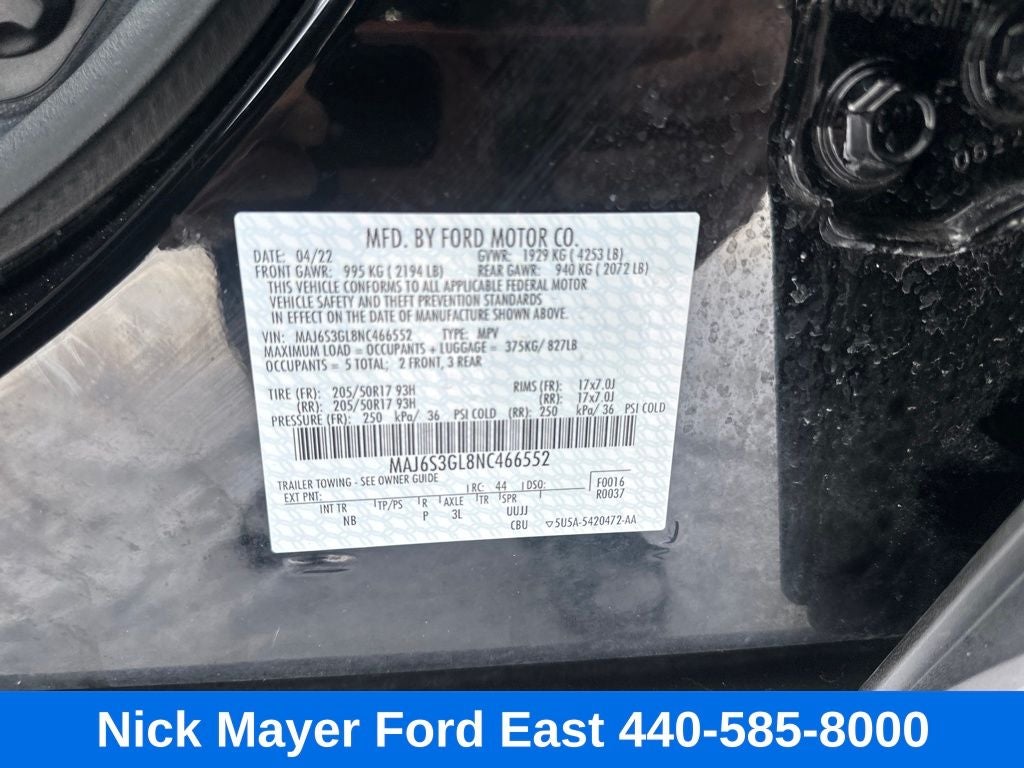 MFD. BY FORD MOTOR CO.
DATE: 04/22 GVWR: 1929 KG ( 4253 LB)
FRONT GAWR: 995 KG ( 2194 LB) REAR GAWR: 940 KG ( 2072 LB)
THIS VEHICLE CONFORMS TO ALL APPLICABLE FEDERAL MOTOR
VEHICLE SAFETY AND THEFT PREVENTION STANDARDS
IN EFFECT ON THE DATE OF MANUFACTURE SHOWN ABOVE.
VIN: MAJ6S3GL8NC466552 TYPE: MPV
MAXIMUM LOAD = OCCUPANTS + LUGGAGE = 375KG/ 827LB
OCCUPANTS = 5 TOTAL; 2 FRONT, 3 REAR
TIRE (FR): 205/50R17 93H RIMS (FR): 17x7.0J
(RR): 205/50R17 93H (RR): 17x7.0J
PRESSURE (FR): 250 kPa/ 36 PSI COLD (RR): 250 kPa/ 36 PSI COLD
MAJ6S3GL8NC466552
TRAILER TOWING - SEE OWNER GUIDE
EXT PNT: RC: 44 DSO: F0016
R0037
INT TR TP/PS R AXLE TR SPR
NB P 3L UUJJ
CBU 5U5A-5420472-AA
Nick Mayer Ford East 440-585-8000